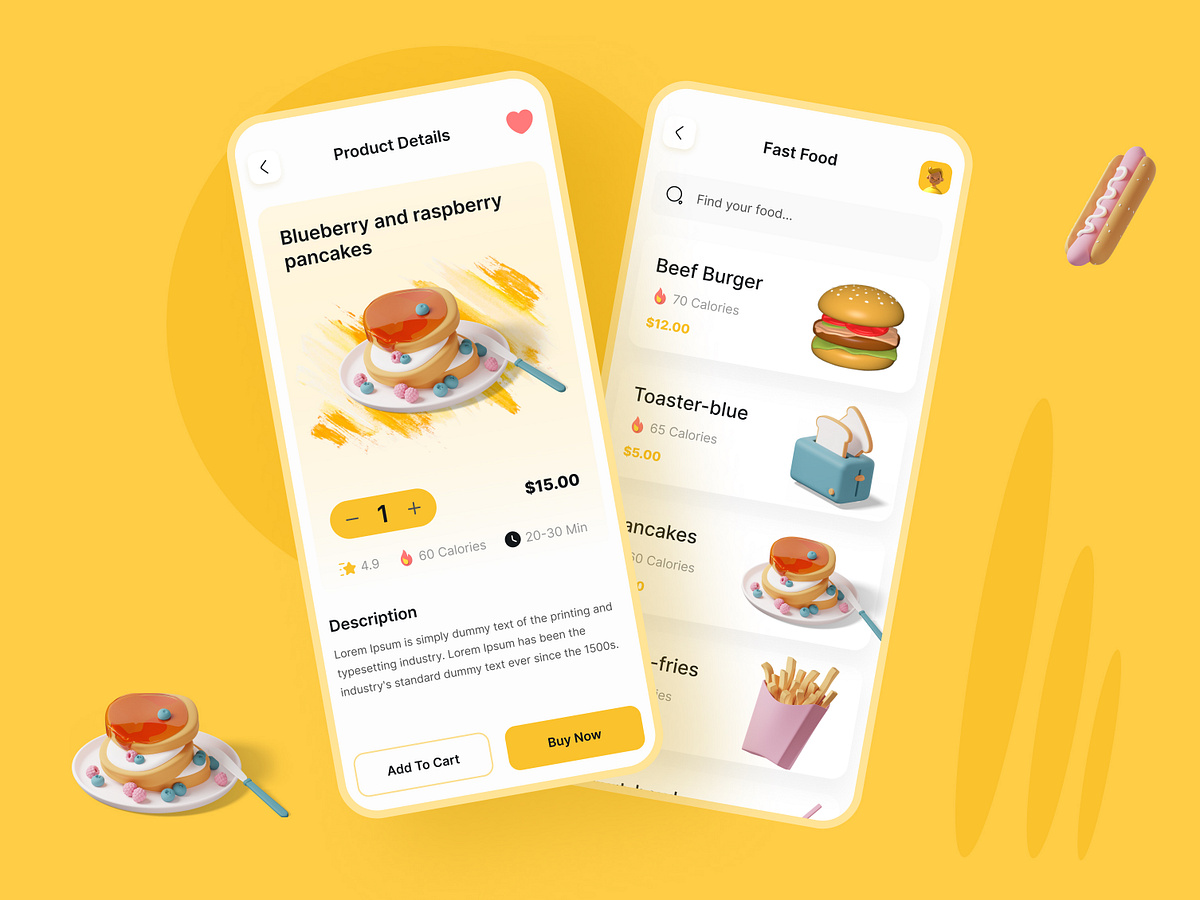 Product Details
Blueberry and raspberry
pancakes
$15.00
− 1 +
4.9
60 Calories
20-30 Min
Description
Lorem Ipsum is simply dummy text of the printing and
typesetting industry. Lorem Ipsum has been the
industry's standard dummy text ever since the 1500s.
Add To Cart
Buy Now
Fast Food
Find your food...
Beef Burger
70 Calories
$12.00
Toaster-blue
65 Calories
$5.00
ancakes
60 Calories
0
-fries
ies